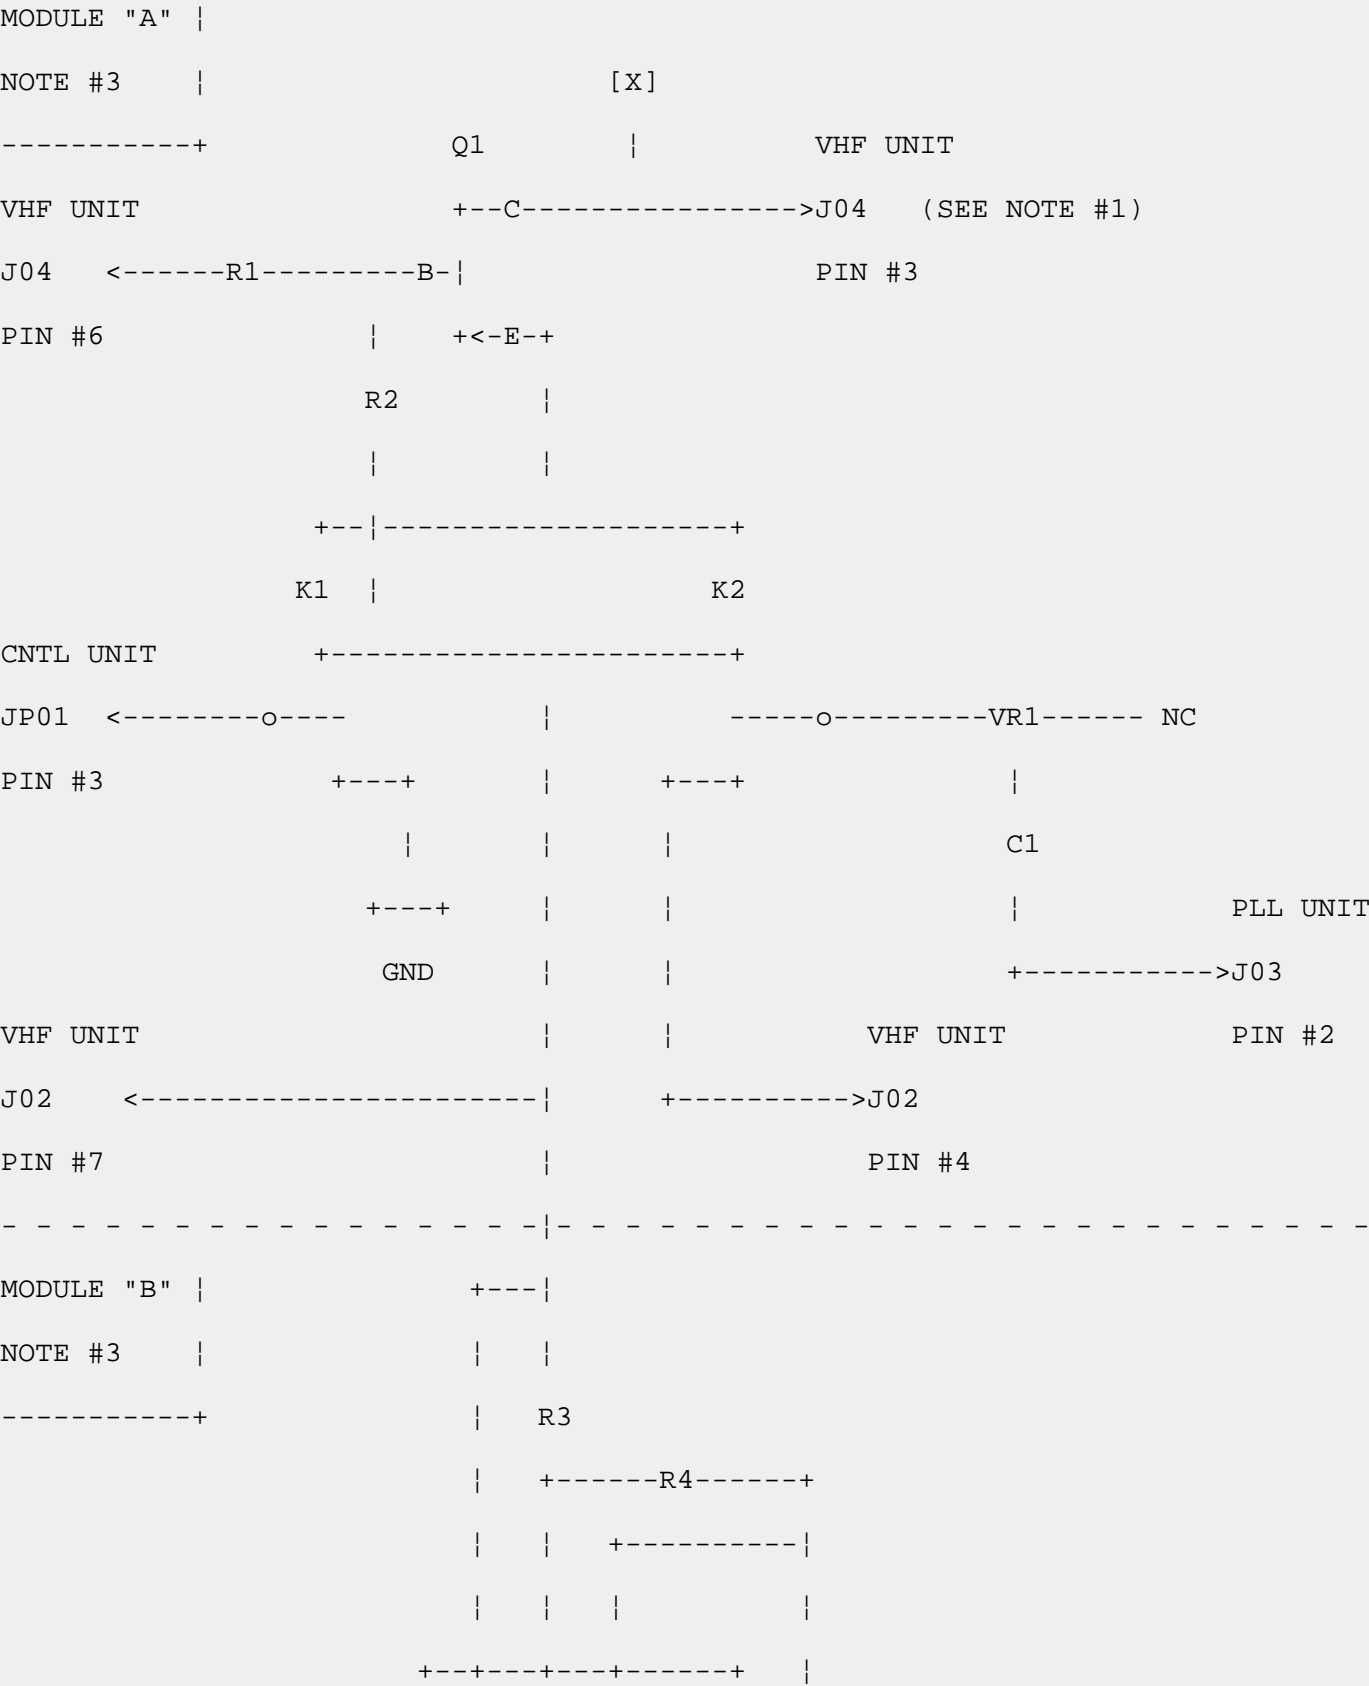 MODULE "A" ¦
NOTE #3    ¦                       [X]
-----------+              Q1        ¦          VHF UNIT
VHF UNIT                  +--C---------------->J04   (SEE NOTE #1)
J04   <------R1---------B-¦                    PIN #3
PIN #6               ¦    +<-E-+
                     R2        ¦
                     ¦         ¦
                  +--¦--------------------+
                 K1  ¦                   K2
CNTL UNIT         +-----------------------+
JP01  <--------o----           ¦          -----o---------VR1------ NC
PIN #3             +---+       ¦      +---+               ¦
                       ¦       ¦      ¦                   C1
                     +---+     ¦      ¦                   ¦            PLL UNIT
                      GND      ¦      ¦                   +----------->J03
VHF UNIT                       ¦      ¦           VHF UNIT             PIN #2
J02    <-----------------------¦      +---------->J02
PIN #7                         ¦                  PIN #4
- - - - - - - - - - - - - - - -¦- - - - - - - - - - - - - - - - - - - - - - - -
MODULE "B" ¦               +---¦
NOTE #3    ¦               ¦   ¦
-----------+               ¦   R3
                           ¦   +------R4------+
                           ¦   ¦   +----------¦
                           ¦   ¦   ¦          ¦
                        +--+---+---+------+   ¦